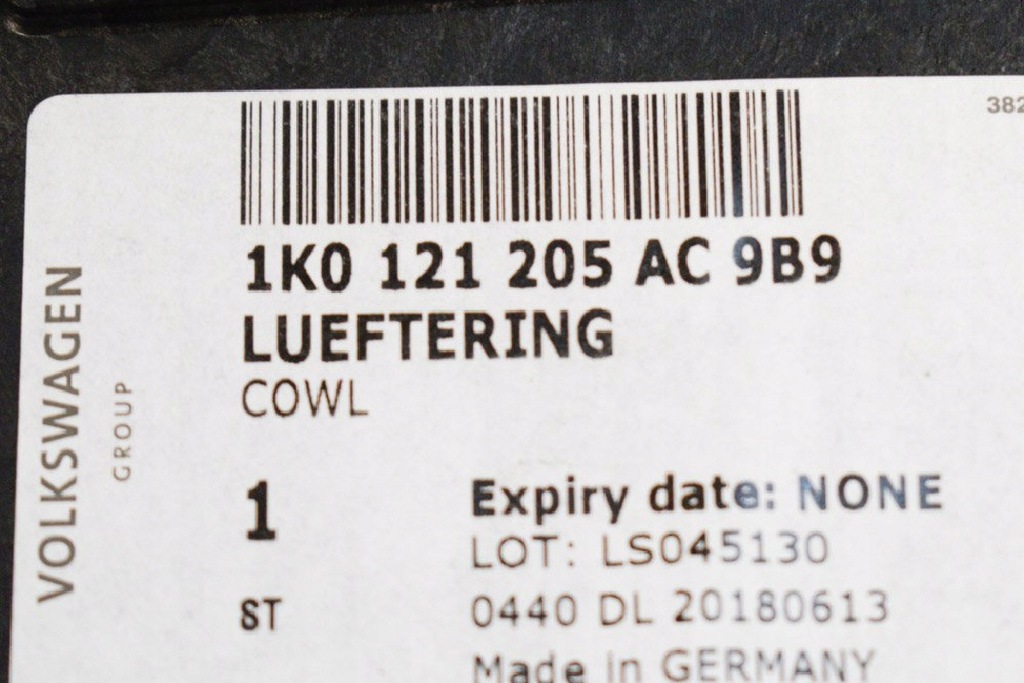 382
1K0 121 205 AC 9B9
LUEFTERING
COWL
VOLKSWAGEN
GROUP
1
Expiry date: NONE
LOT: LS045130
ST
0440 DL 20180613
Made in GERMANY